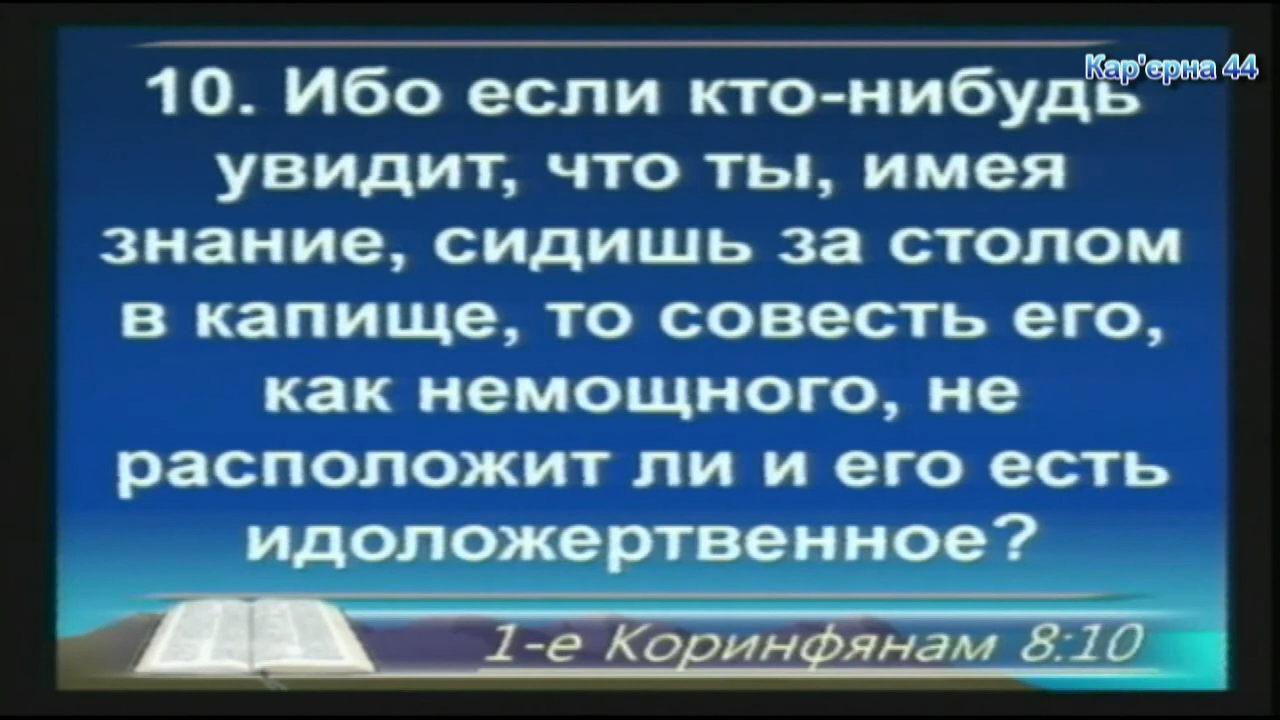 Кар'єрна 44
10. Ибо если кто-нибудь
увидит, что ты, имея
знание, сидишь за столом
в капище, то совесть его,
как немощного, не
расположит ли и его есть
идоложертвенное?
1-е Коринфянам 8:10